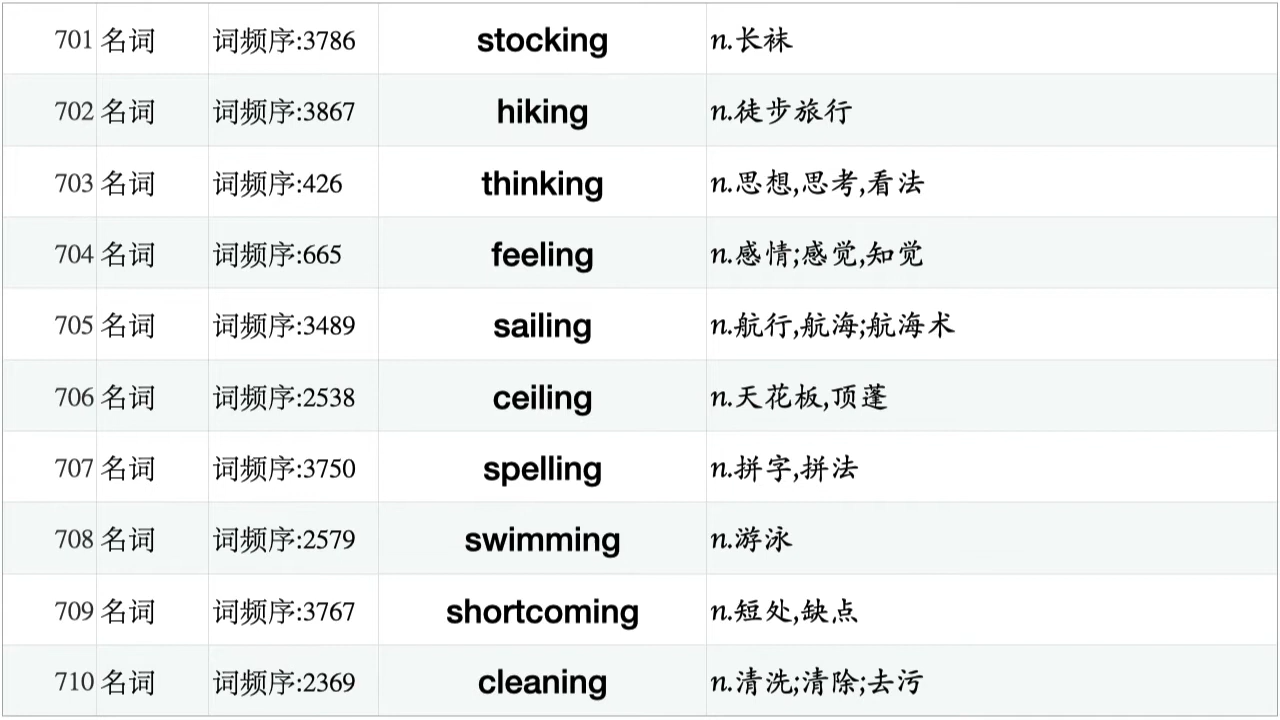 701 名词 词频序:3786 stocking n.长袜
702 名词 词频序:3867 hiking n.徒步旅行
703 名词 词频序:426 thinking n.思想,思考,看法
704 名词 词频序:665 feeling n.感情;感觉,知觉
705 名词 词频序:3489 sailing n.航行,航海;航海术
706 名词 词频序:2538 ceiling n.天花板,顶蓬
707 名词 词频序:3750 spelling n.拼字,拼法
708 名词 词频序:2579 swimming n.游泳
709 名词 词频序:3767 shortcoming n.短处,缺点
710 名词 词频序:2369 cleaning n.清洗;清除;去污